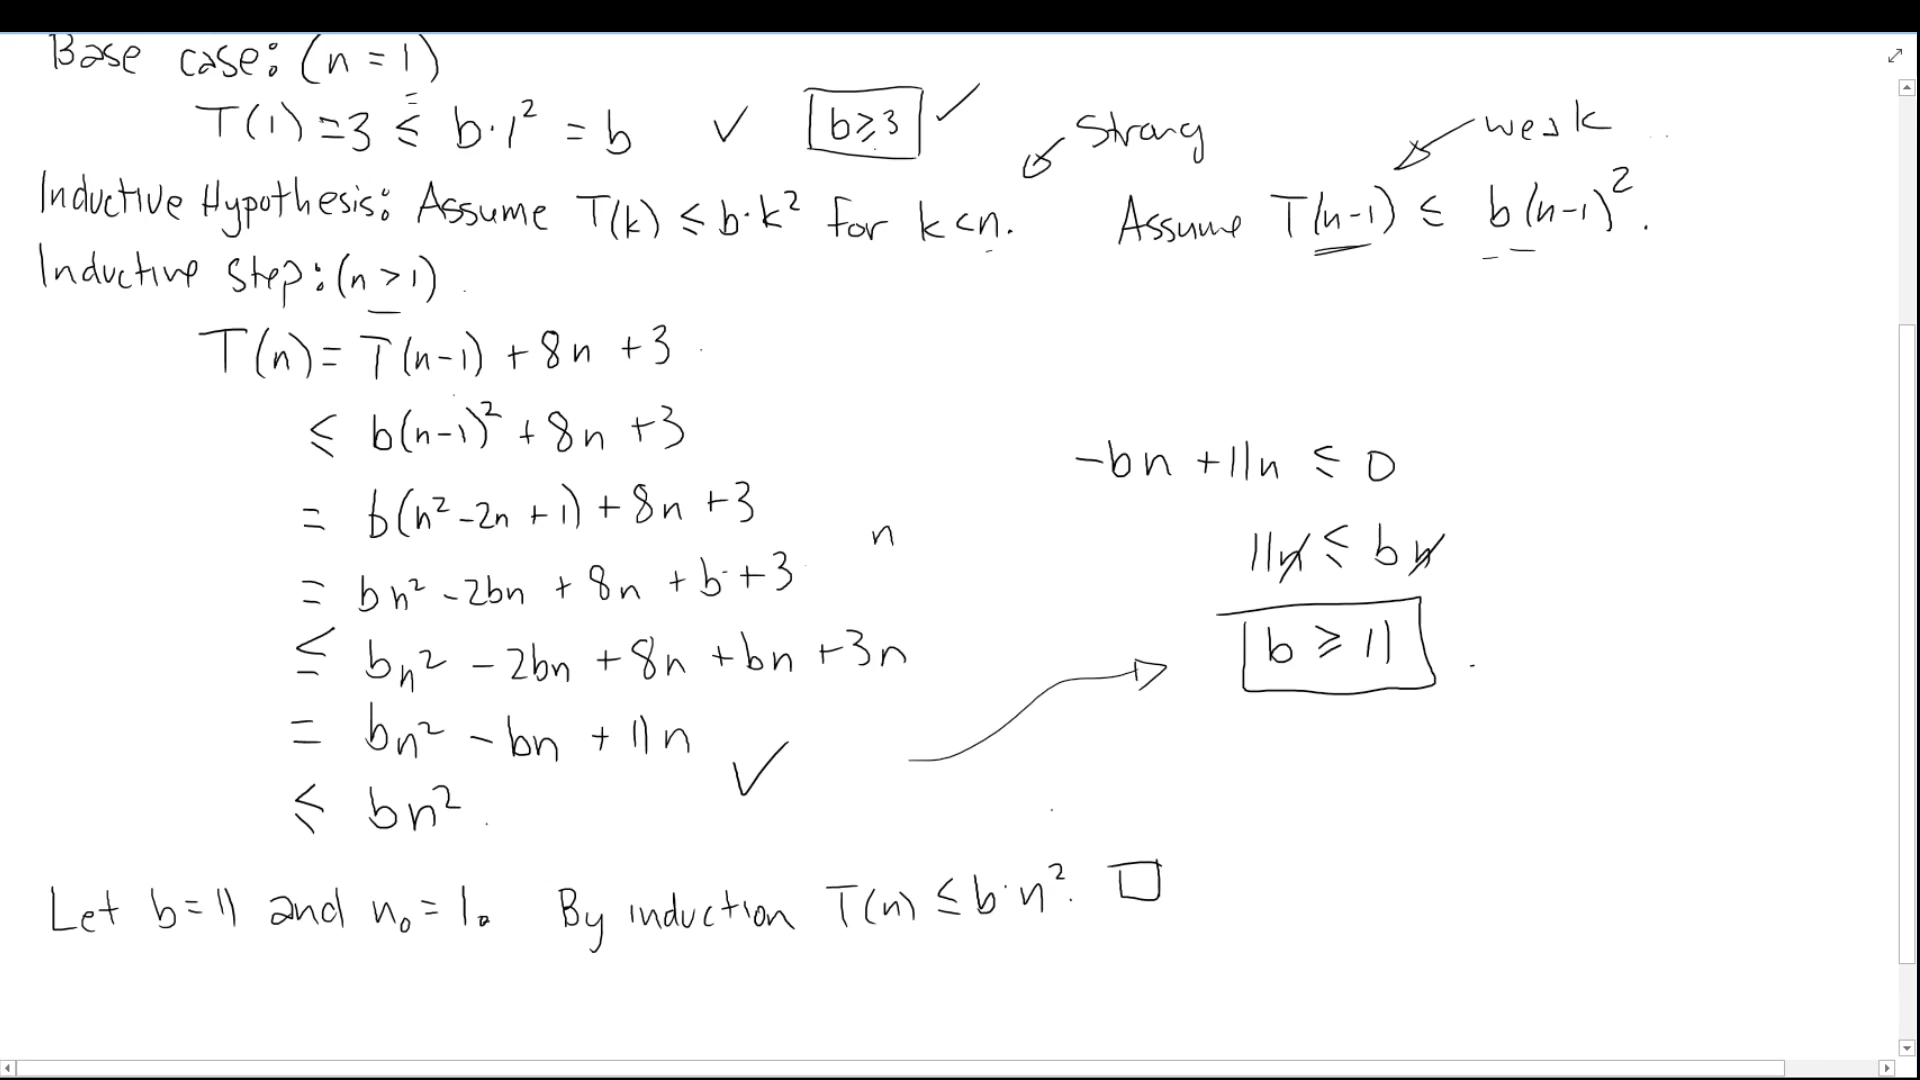 Base case: (n = 1)
T(1) = 3 ≤ b·1² = b ✓ b ≥ 3 ✓
Strong
weak
Inductive Hypothesis: Assume T(k) ≤ b·k² for k < n. Assume T(n-1) ≤ b(n-1)².
Inductive Step: (n > 1)
T(n) = T(n-1) + 8n + 3
≤ b(n-1)² + 8n + 3
= b(n² - 2n + 1) + 8n + 3
n
= bn² - 2bn + 8n + b + 3
≤ bn² - 2bn + 8n + bn + 3n
= bn² - bn + 11n ✓
≤ bn².
-bn + 11n ≤ 0
11n ≤ bn
b ≥ 11
Let b = 11 and n₀ = 1. By induction T(n) ≤ b·n². □